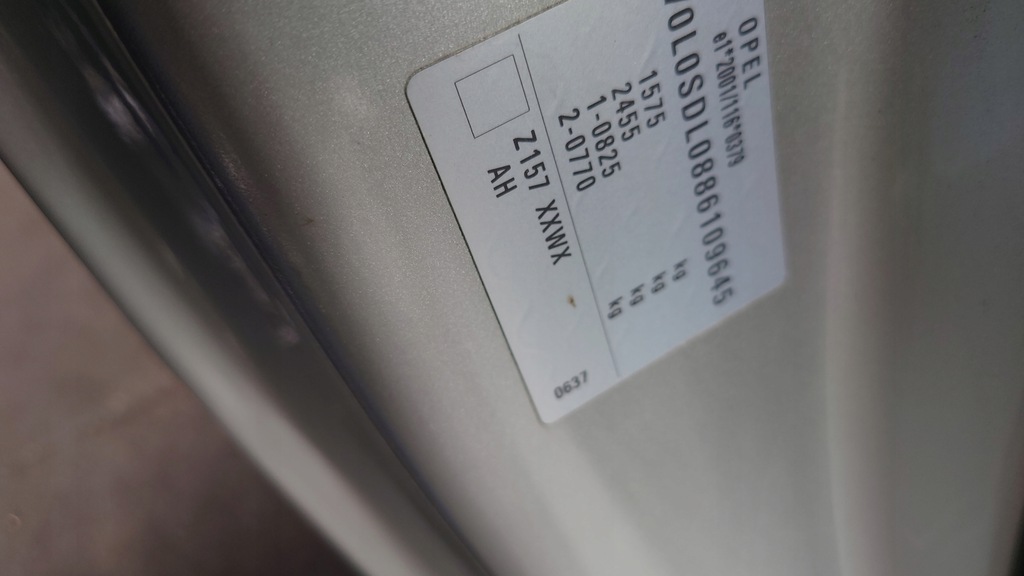 OPEL
e1*2001/116*0379
W0L0SDL0886109645
1575 kg
2455 kg
1-0825 kg
2-0770 kg
Z157 XXWX
AH
0637